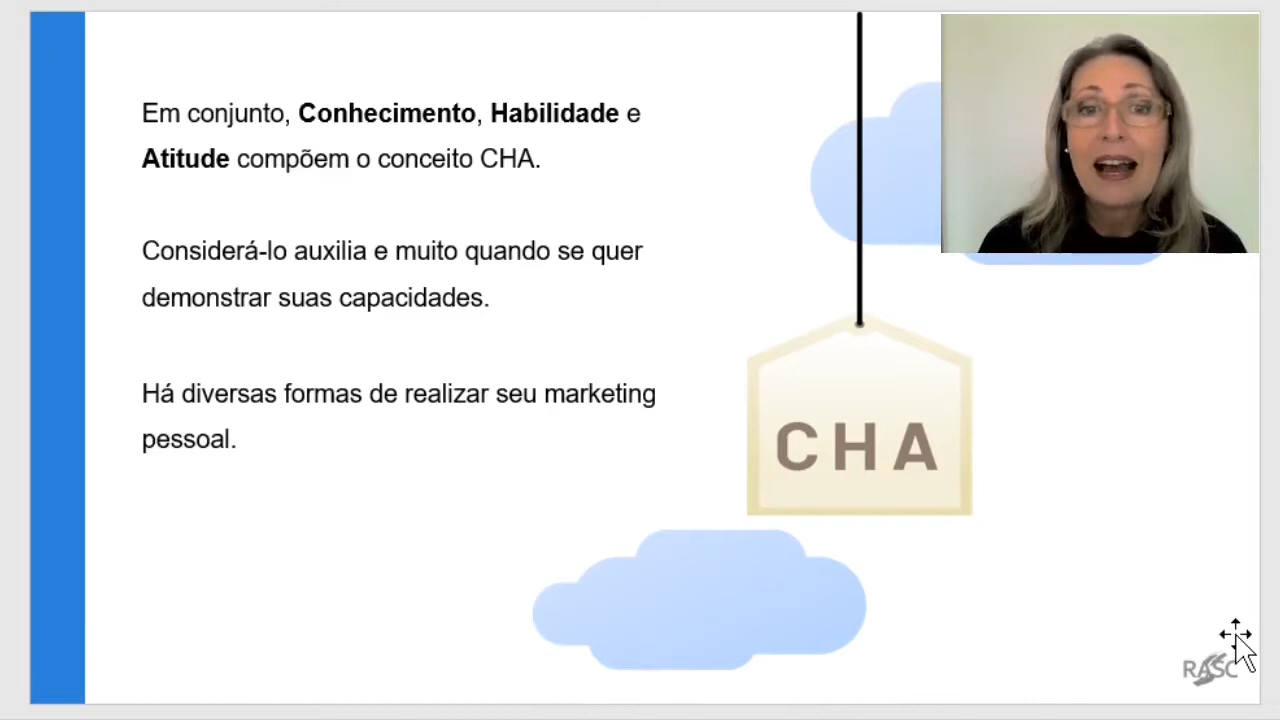 Em conjunto, Conhecimento, Habilidade e
Atitude compõem o conceito CHA.
Considerá-lo auxilia e muito quando se quer
demonstrar suas capacidades.
Há diversas formas de realizar seu marketing
pessoal.
CHA
RASC